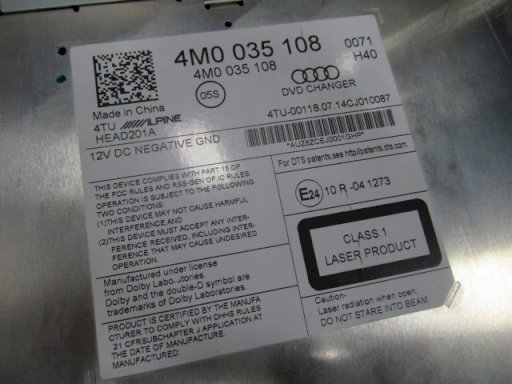 4M0 035 108
4M0 035 108
0071
H40
05S
DVD CHANGER
Made in China
4TU ALPINE
HEAD201A
4TU-00118.07.14CJ010087
12V DC NEGATIVE GND
*AUZ8ZCEJ0001GHP*
THIS DEVICE COMPLIES WITH PART 15 OF
THE FCC RULES AND RSS-GEN OF IC RULES
OPERATION IS SUBJECT TO THE FOLLOWING
TWO CONDITIONS:
(1)THIS DEVICE MAY NOT CAUSE HARMFUL
INTERFERENCE,AND
(2)THIS DEVICE MUST ACCEPT ANY INTER-
FERENCE RECEIVED, INCLUDING INTER-
FERENCE THAT MAY CAUSE UNDESIRED
OPERATION.
For DTS patents,see http://patents.dts.com.
E24 10 R -04 1273
CLASS 1
LASER PRODUCT
Manufactured under license
from Dolby Laboratories.
Dolby and the double-D symbol are
trademarks of Dolby Laboratories.
PRODUCT IS CERTIFIED BY THE MANUFA
CTURER TO COMPLY WITH DHHS RULES
21 CFRSUBCHAPTER J APPLICATION AT
THE DATE OF MANUFACTURE.
MANUFACTURED:
Caution-
Laser radiation when open,
DO NOT STARE INTO BEAM